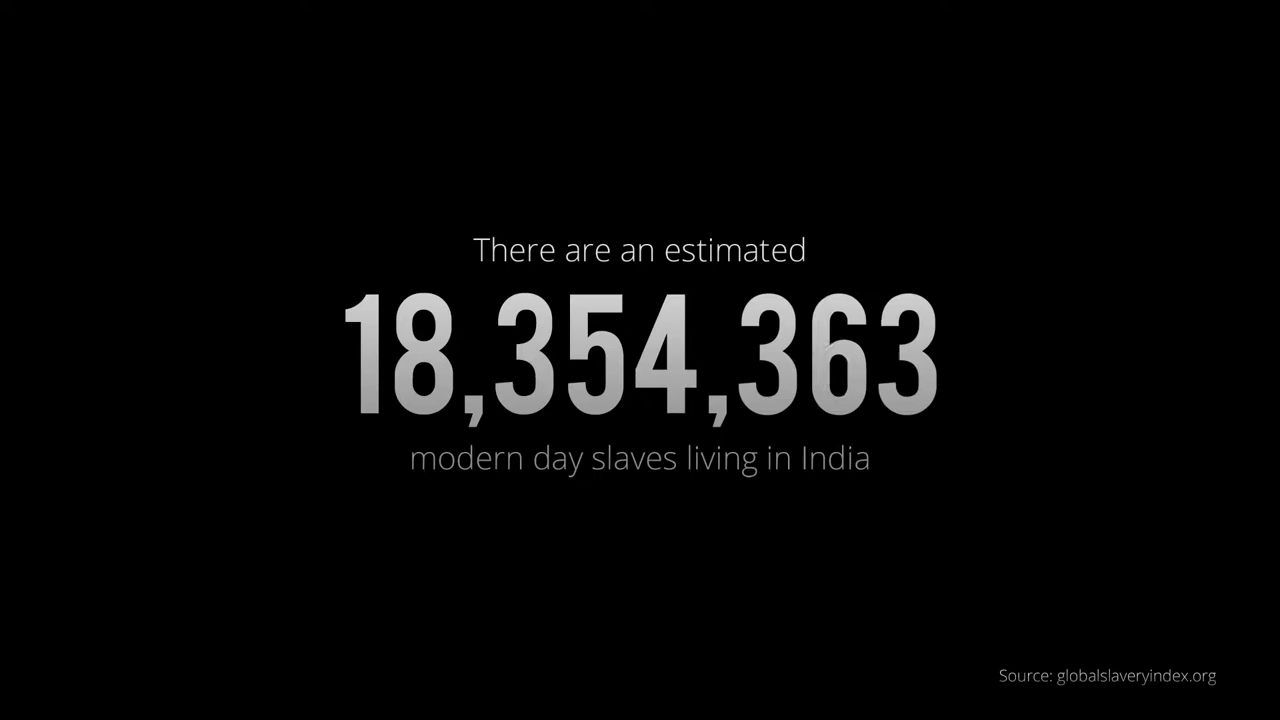 There are an estimated
18,354,363
modern day slaves living in India
Source: globalslaveryindex.org